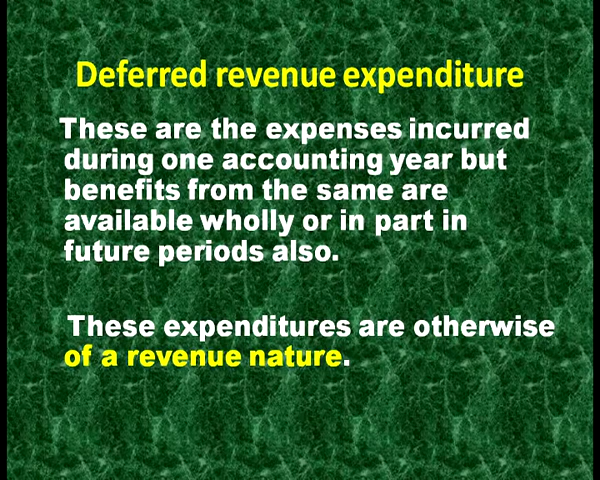 Deferred revenue expenditure
These are the expenses incurred
during one accounting year but
benefits from the same are
available wholly or in part in
future periods also.
These expenditures are otherwise
of a revenue nature.